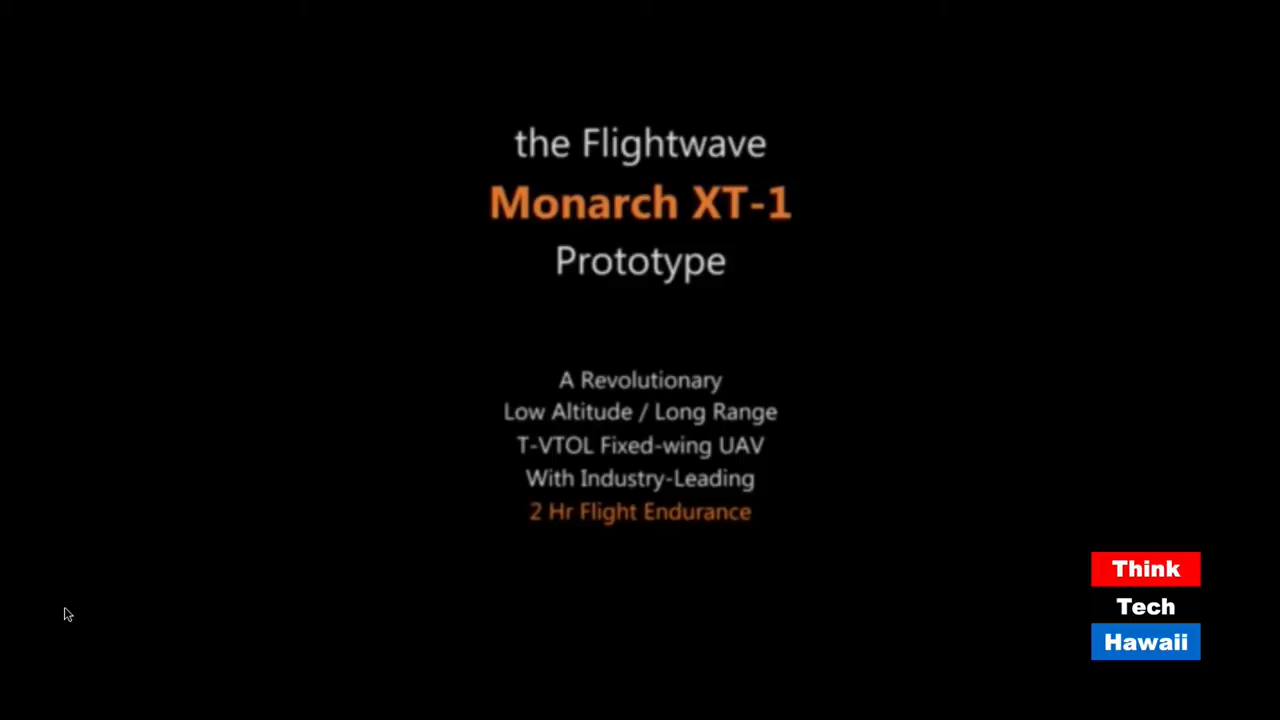 the Flightwave
Monarch XT-1
Prototype
A Revolutionary
Low Altitude / Long Range
T-VTOL Fixed-wing UAV
With Industry-Leading
2 Hr Flight Endurance
Think
Tech
Hawaii